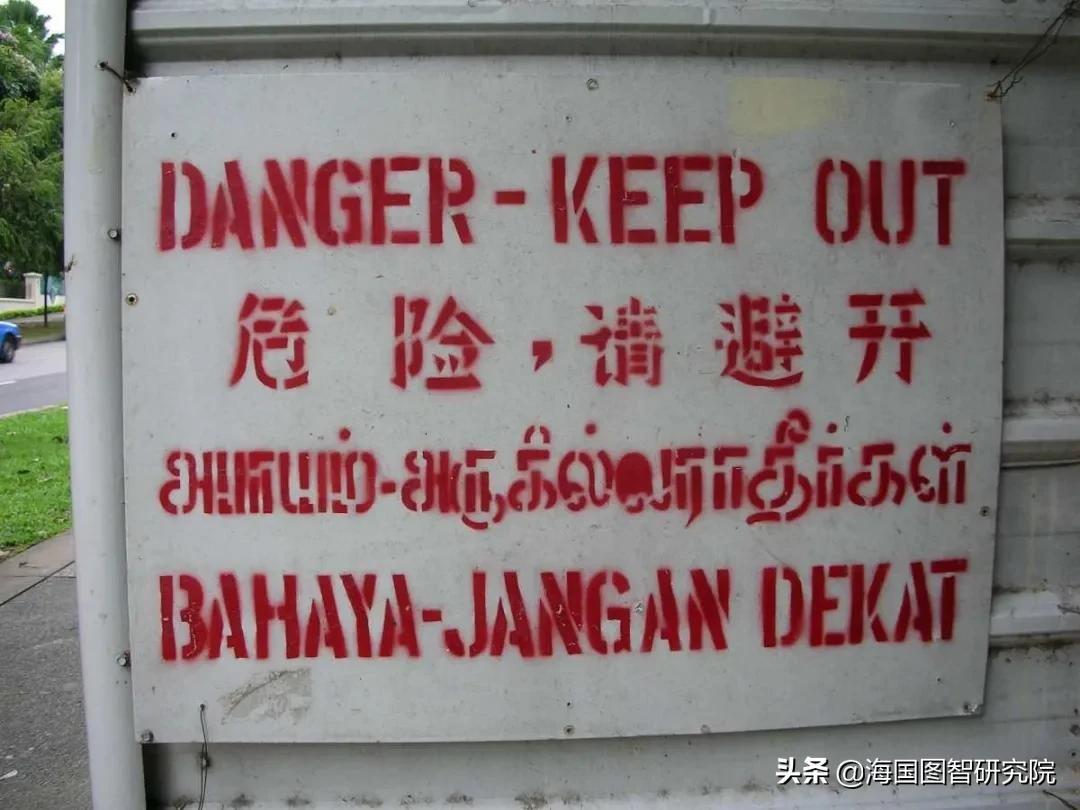 DANGER - KEEP OUT
危险,请避开
அபாயம்-அருகில்வராதீர்கள்
BAHAYA-JANGAN DEKAT
头条 @海国图智研究院